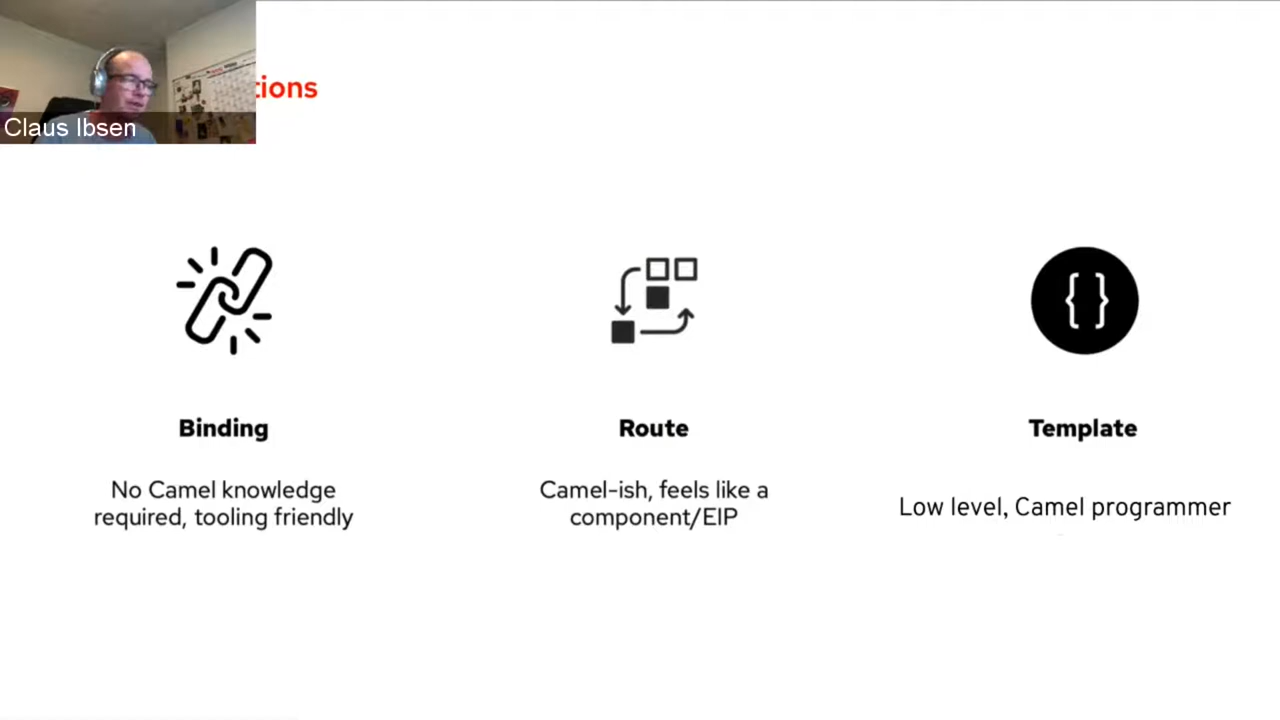 tions
Claus Ibsen
Binding
No Camel knowledge
required, tooling friendly
Route
Camel-ish, feels like a
component/EIP
Template
{ }
Low level, Camel programmer